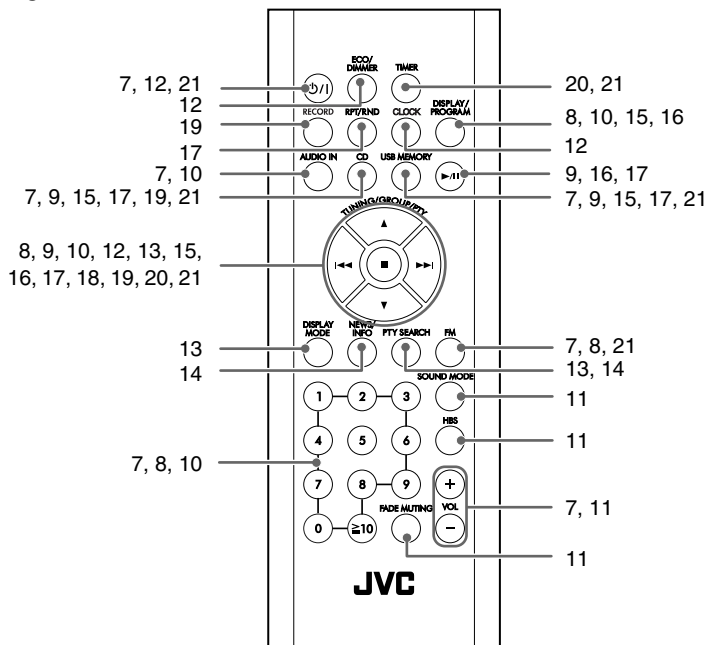 ECO/
DIMMER
TIMER
7, 12, 21
⏻/I
20, 21
12
DISPLAY/
PROGRAM
8, 10, 15, 16
RECORD
RPT/RND
CLOCK
19
17
12
AUDIO IN
CD
USB MEMORY
7, 10
►/II
9, 16, 17
7, 9, 15, 17, 19, 21
7, 9, 15, 17, 21
TUNING/GROUP/PTY
8, 9, 10, 12, 13, 15,
16, 17, 18, 19, 20, 21
DISPLAY
MODE
NEWS/
INFO
PTY SEARCH
FM
13
14
7, 8, 21
13, 14
SOUND MODE
1 2 3
11
HBS
4 5 6
11
7, 8, 10
7 8 9
+
VOL
−
7, 11
FADE MUTING
0 ≧10
11
JVC